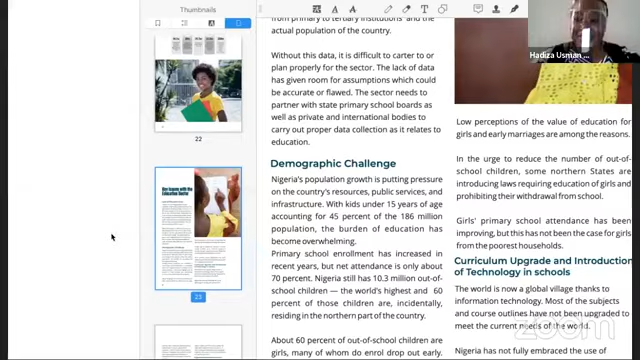 Thumbnails
22
23
from primary to tertiary institutions and the
actual population of the country.
Without this data, it is difficult to carter to or
plan properly for the sector. The lack of data
has given room for assumptions which could
be accurate or flawed. The sector needs to
partner with state primary school boards as
well as private and international bodies to
carry out proper data collection as it relates to
education.
Demographic Challenge
Nigeria's population growth is putting pressure
on the country's resources, public services, and
infrastructure. With kids under 15 years of age
accounting for 45 percent of the 186 million
population, the burden of education has
become overwhelming.
Primary school enrollment has increased in
recent years, but net attendance is only about
70 percent. Nigeria still has 10.3 million out-of-
school children — the world's highest and 60
percent of those children are, incidentally,
residing in the northern part of the country.
About 60 percent of out-of-school children are
girls, many of whom do enrol drop out early.
Hadiza Usman
Low perceptions of the value of education for
girls and early marriages are among the reasons.
In the urge to reduce the number of out-of-
school children, some northern States are
introducing laws requiring education of girls and
prohibiting their withdrawal from school.
Girls' primary school attendance has been
improving, but this has not been the case for girls
from the poorest households.
Curriculum Upgrade and Introduction
of Technology in schools
The world is now a global village thanks to
information technology. Most of the subjects
and course outlines have not been upgraded to
meet the current needs of the world.
Nigeria has not fully embraced the use of
zoom